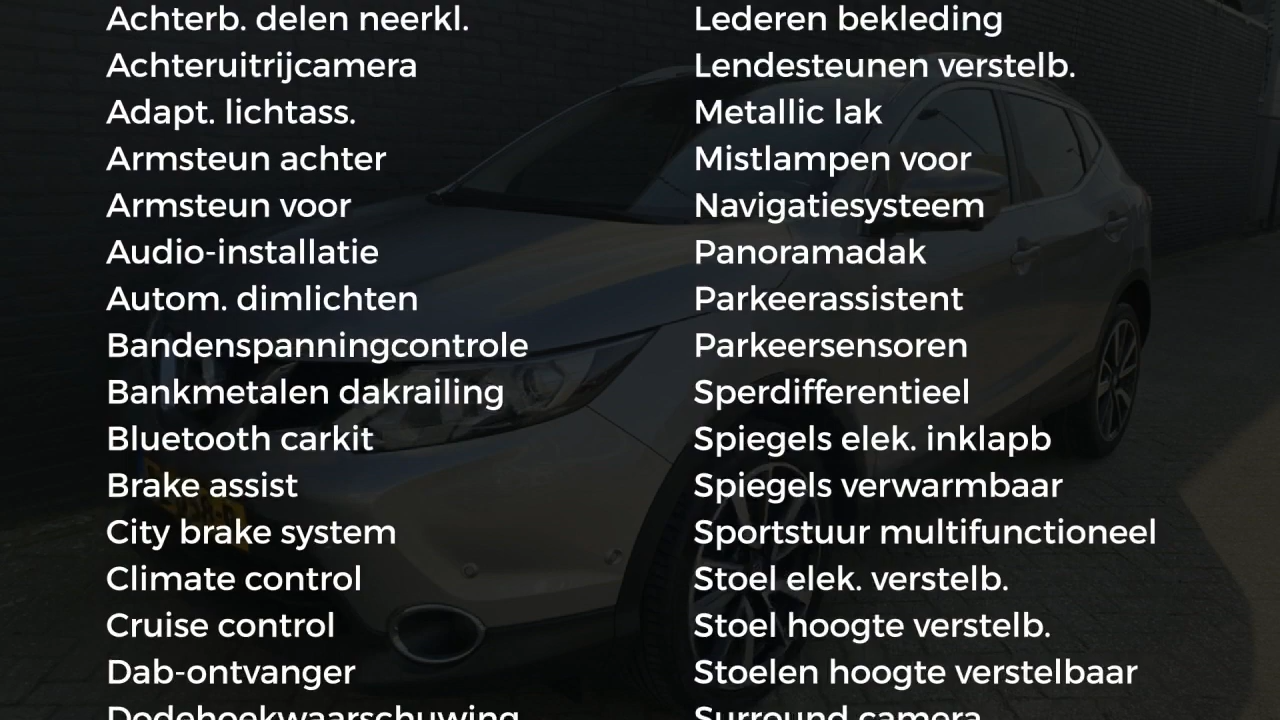 Achterb. delen neerkl.
Achteruitrijcamera
Adapt. lichtass.
Armsteun achter
Armsteun voor
Audio-installatie
Autom. dimlichten
Bandenspanningcontrole
Bankmetalen dakrailing
Bluetooth carkit
Brake assist
City brake system
Climate control
Cruise control
Dab-ontvanger
Dodehoekwaarschuwing
Lederen bekleding
Lendesteunen verstelb.
Metallic lak
Mistlampen voor
Navigatiesysteem
Panoramadak
Parkeerassistent
Parkeersensoren
Sperdifferentieel
Spiegels elek. inklapb
Spiegels verwarmbaar
Sportstuur multifunctioneel
Stoel elek. verstelb.
Stoel hoogte verstelb.
Stoelen hoogte verstelbaar
Surround camera